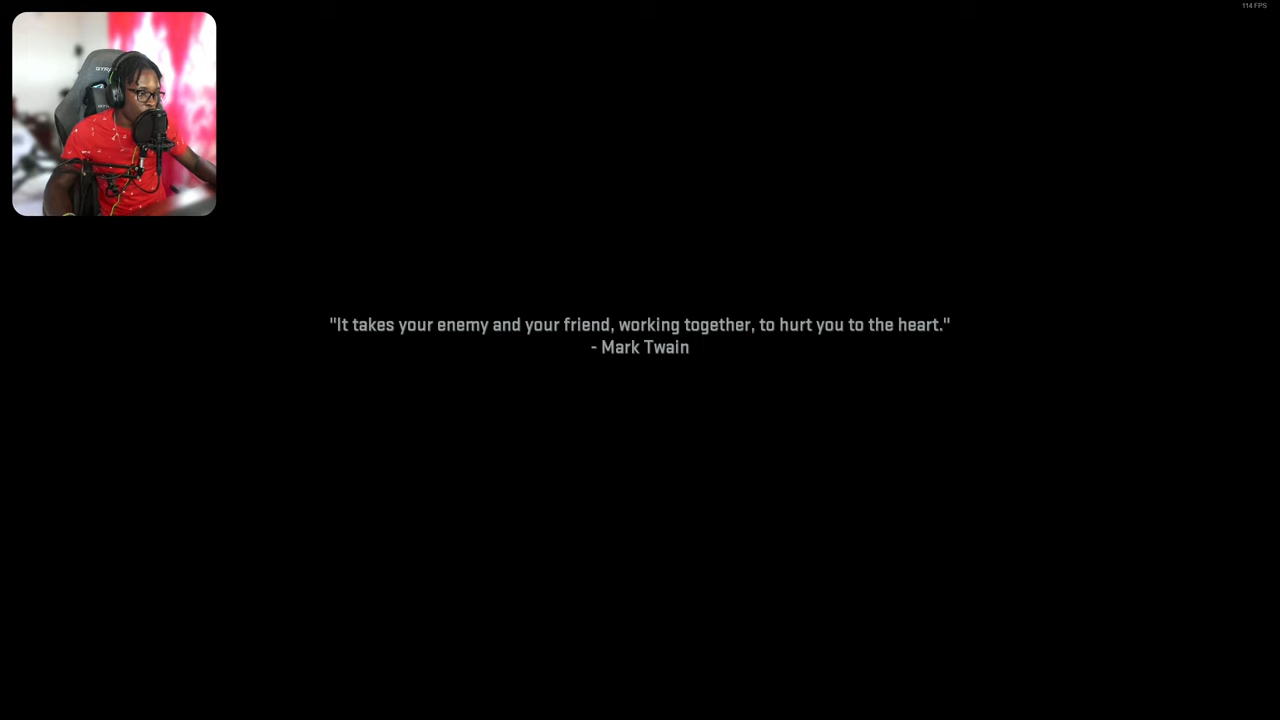 114 FPS
"It takes your enemy and your friend, working together, to hurt you to the heart."
- Mark Twain